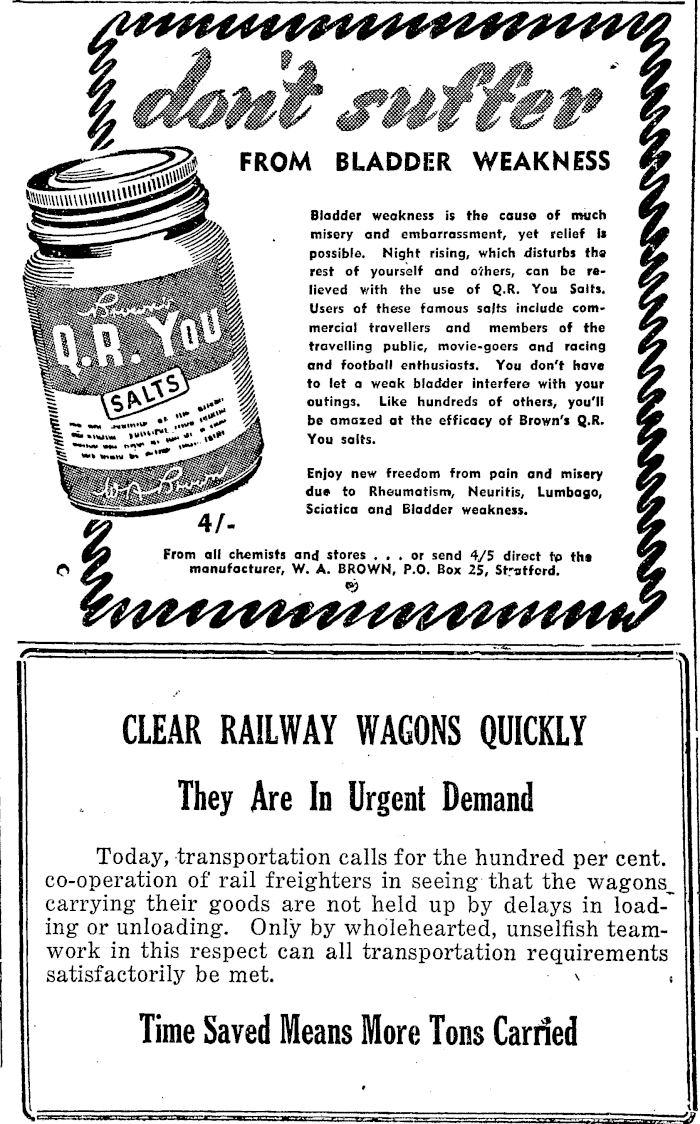 don't suffer
FROM BLADDER WEAKNESS
Bladder weakness is the cause of much
misery and embarrassment, yet relief is
possible. Night rising, which disturbs the
rest of yourself and others, can be re-
lieved with the use of Q.R. You Salts.
Users of these famous salts include com-
mercial travellers and members of the
travelling public, movie-goers and racing
and football enthusiasts. You don't have
to let a weak bladder interfere with your
outings. Like hundreds of others, you'll
be amazed at the efficacy of Brown's Q.R.
You salts.
Enjoy new freedom from pain and misery
due to Rheumatism, Neuritis, Lumbago,
Sciatica and Bladder weakness.
Brown's
Q.R. YOU
SALTS
W. A. Brown
4/-
From all chemists and stores . . . or send 4/5 direct to the
manufacturer, W. A. BROWN, P.O. Box 25, Stratford.
CLEAR RAILWAY WAGONS QUICKLY
They Are In Urgent Demand
Today, transportation calls for the hundred per cent.
co-operation of rail freighters in seeing that the wagons
carrying their goods are not held up by delays in load-
ing or unloading. Only by wholehearted, unselfish team-
work in this respect can all transportation requirements
satisfactorily be met.
Time Saved Means More Tons Carried